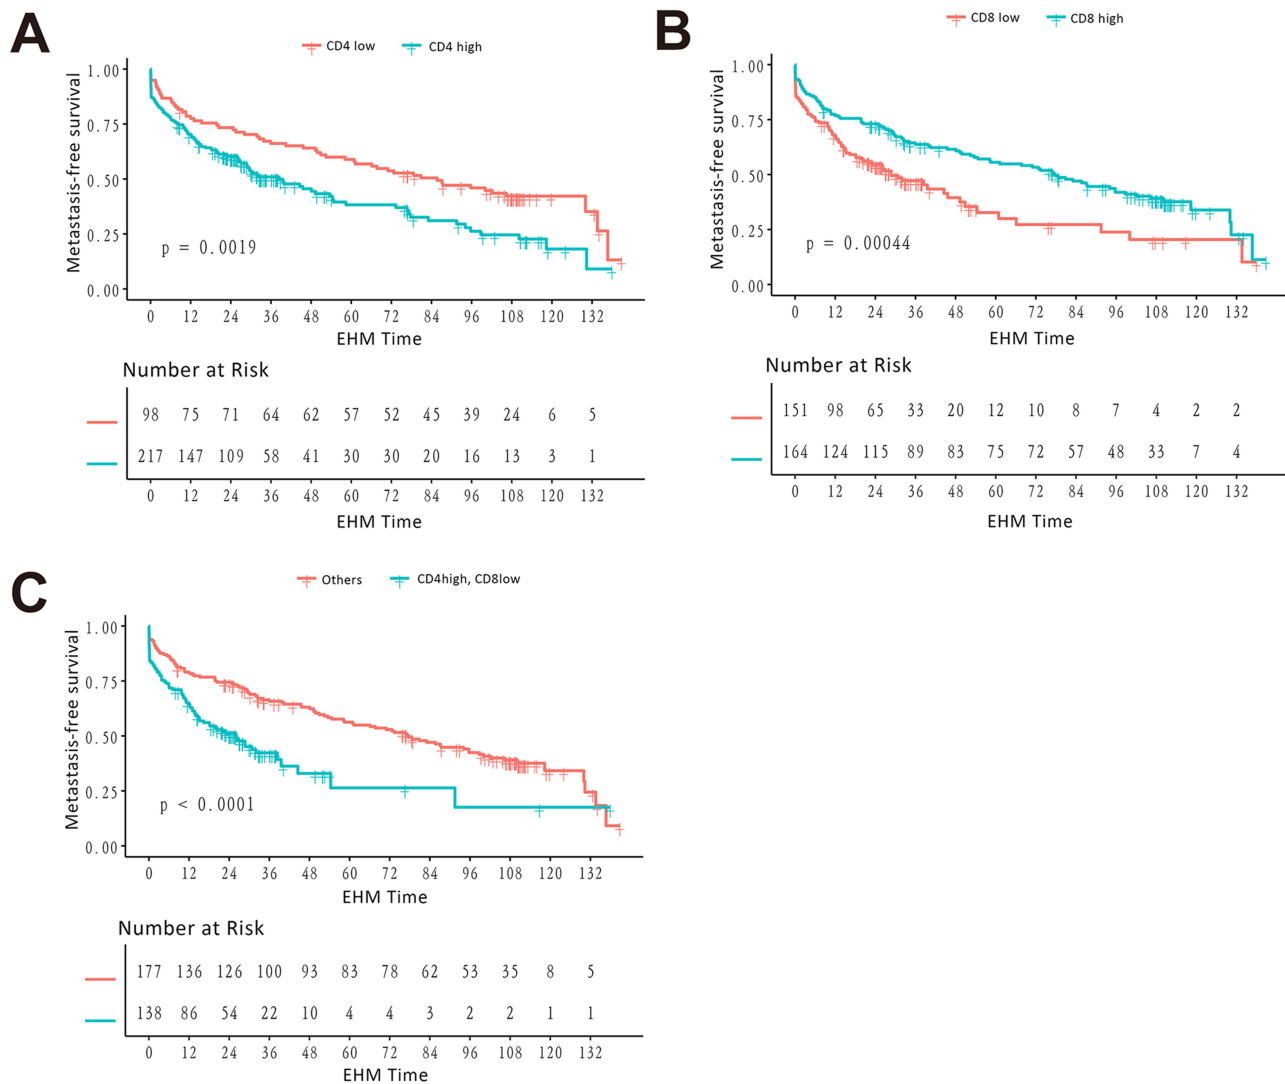 A
CD4 low CD4 high
Metastasis-free survival
1.00
0.75
0.50
0.25
0.00
p = 0.0019
0 12 24 36 48 60 72 84 96 108 120 132
EHM Time
Number at Risk
98 75 71 64 62 57 52 45 39 24 6 5
217 147 109 58 41 30 30 20 16 13 3 1
0 12 24 36 48 60 72 84 96 108 120 132
EHM Time
B
CD8 low CD8 high
Metastasis-free survival
1.00
0.75
0.50
0.25
0.00
p = 0.00044
0 12 24 36 48 60 72 84 96 108 120 132
EHM Time
Number at Risk
151 98 65 33 20 12 10 8 7 4 2 2
164 124 115 89 83 75 72 57 48 33 7 4
0 12 24 36 48 60 72 84 96 108 120 132
EHM Time
C
Others CD4high, CD8low
Metastasis-free survival
1.00
0.75
0.50
0.25
0.00
p < 0.0001
0 12 24 36 48 60 72 84 96 108 120 132
EHM Time
Number at Risk
177 136 126 100 93 83 78 62 53 35 8 5
138 86 54 22 10 4 4 3 2 2 1 1
0 12 24 36 48 60 72 84 96 108 120 132
EHM Time